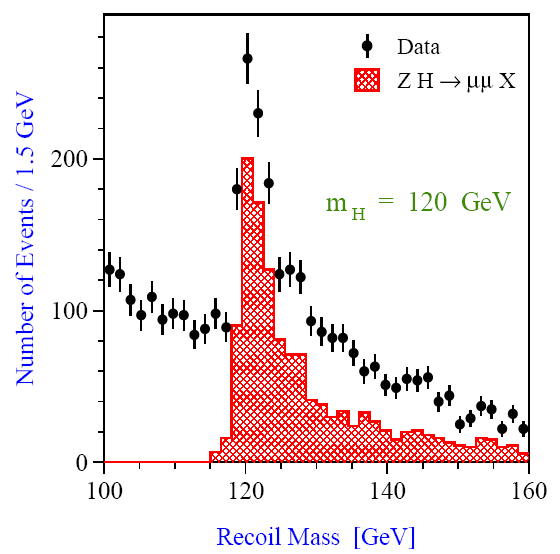 Data
Z H → μμ X
m H = 120 GeV
200
100
0
100 120 140 160
Number of Events / 1.5 GeV
Recoil Mass [GeV]